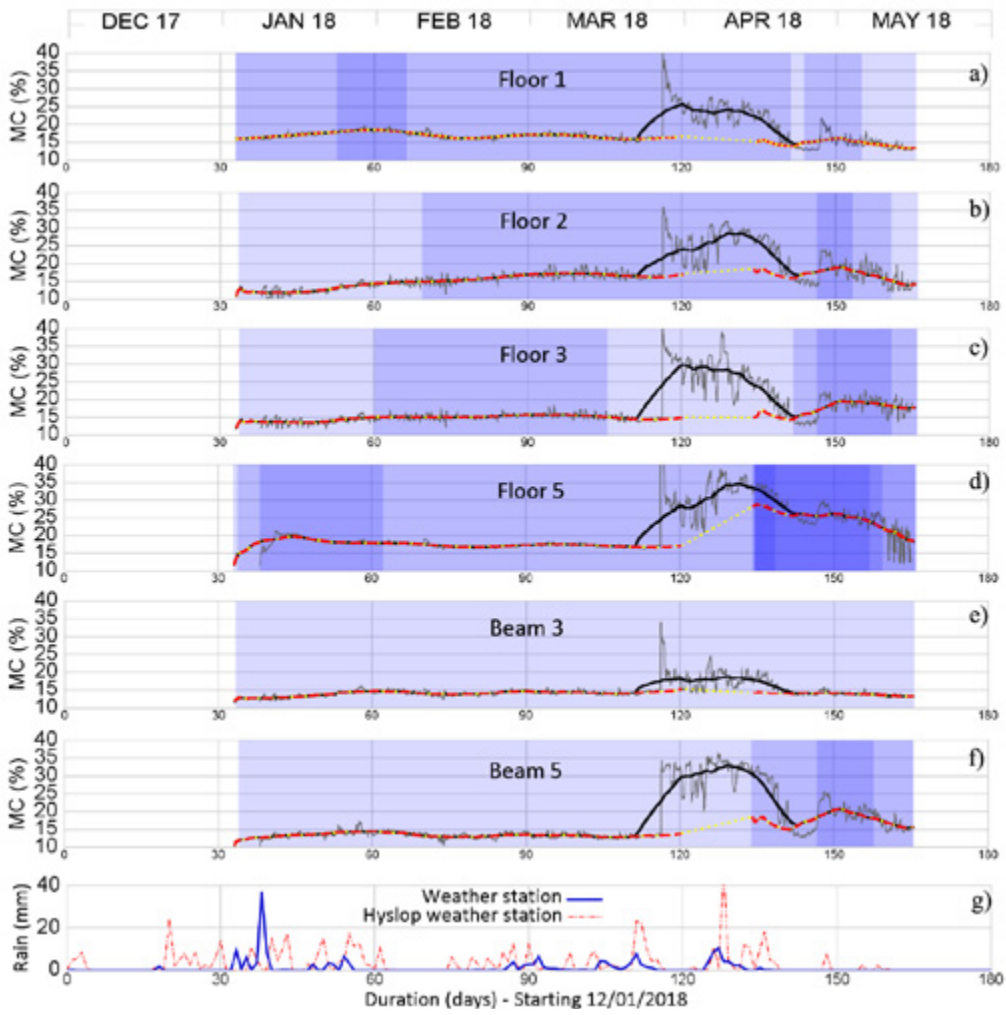 DEC 17 JAN 18 FEB 18 MAR 18 APR 18 MAY 18
40 35 30 25 20 15 10
MC (%)
Floor 1
a)
0 30 60 90 120 150 180
40 35 30 25 20 15 10
MC (%)
Floor 2
b)
0 30 60 90 120 150 180
40 35 30 25 20 15 10
MC (%)
Floor 3
c)
0 30 60 90 120 150 180
40 35 30 25 20 15 10
MC (%)
Floor 5
d)
0 30 60 90 120 150 180
40 35 30 25 20 15 10
MC (%)
Beam 3
e)
0 30 60 90 120 150 180
40 35 30 25 20 15 10
MC (%)
Beam 5
f)
0 30 60 90 120 150 180
40 20 0
Rain (mm)
Weather station
Hyslop weather station
g)
0 30 60 90 120 150 180
Duration (days) - Starting 12/01/2018